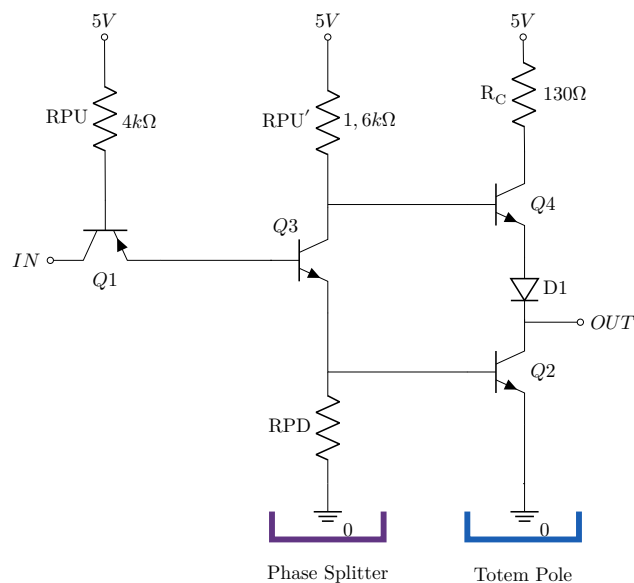 5V
5V
5V
RPU
4kΩ
RPU′
1,6kΩ
R_C
130Ω
Q4
Q3
IN
Q1
D1
OUT
Q2
RPD
0
0
Phase Splitter
Totem Pole